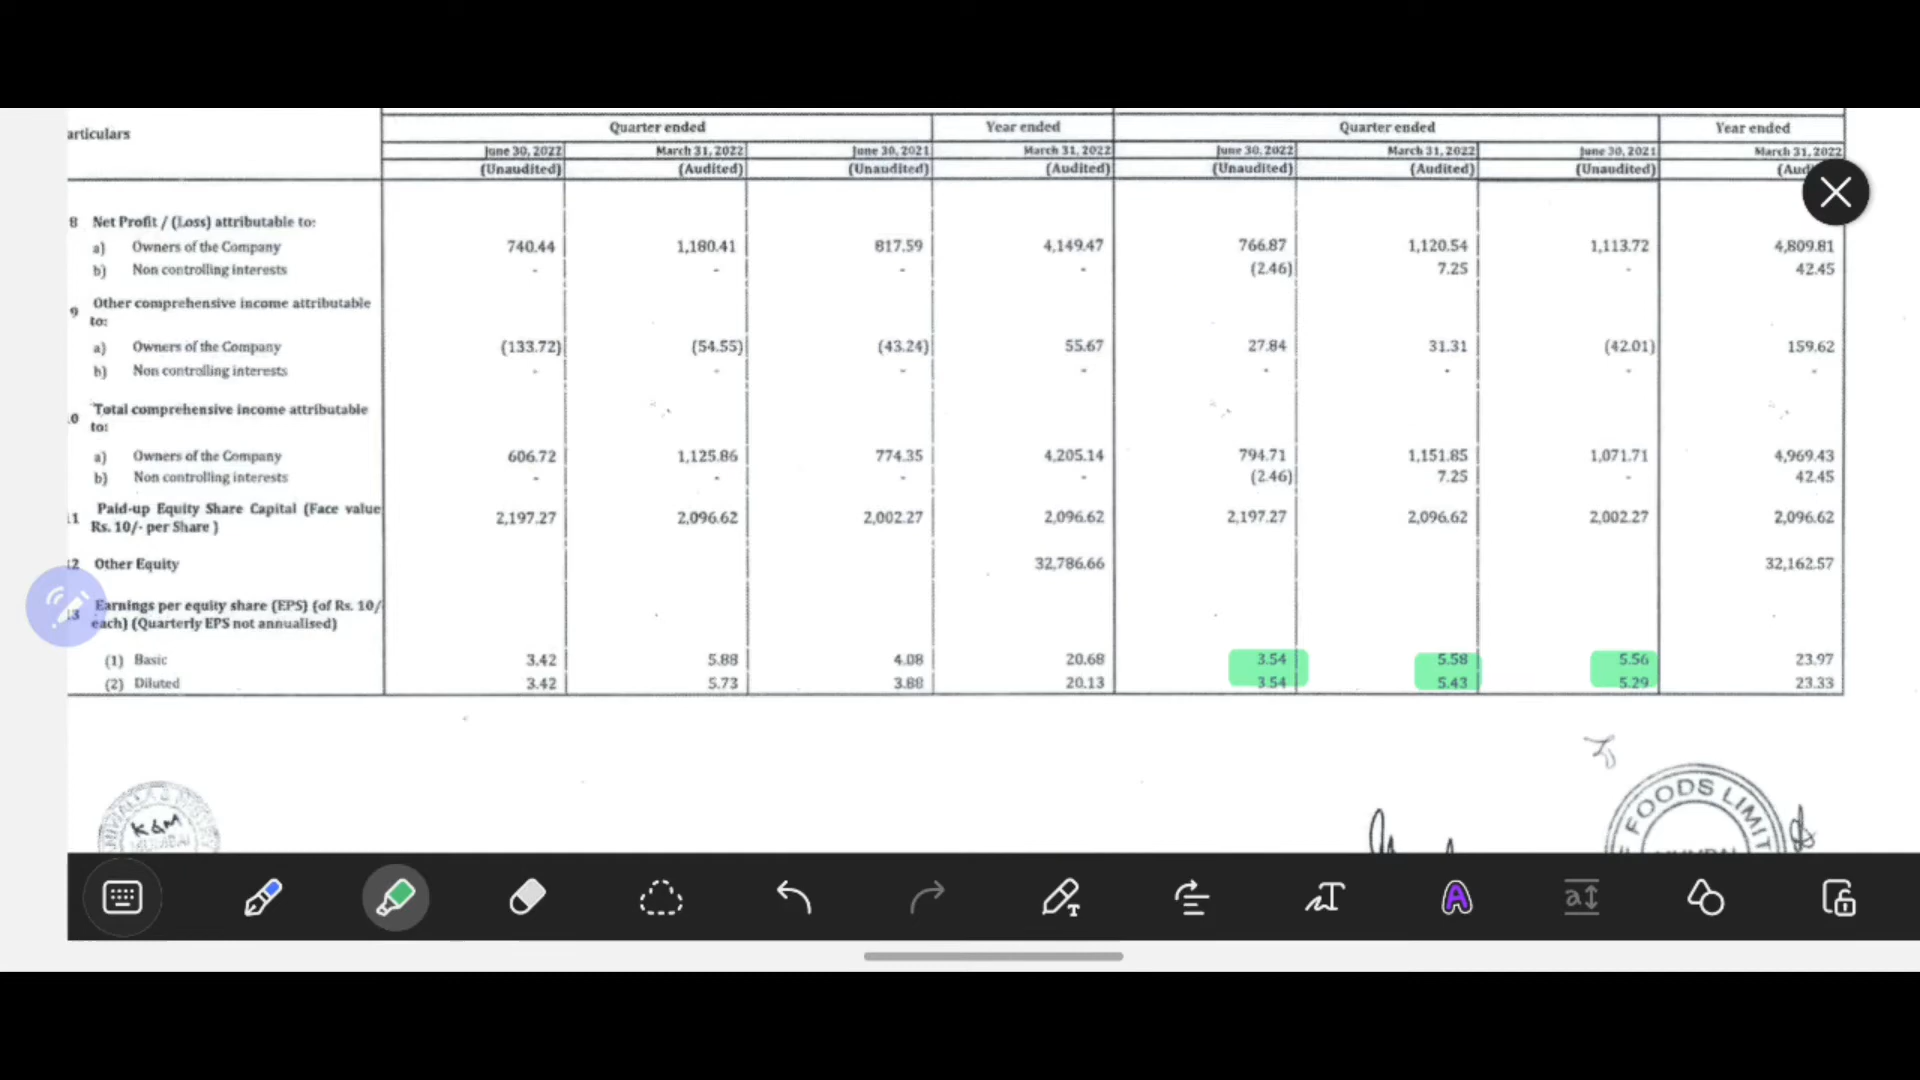 articulars
Quarter ended Year ended Quarter ended Year ended
June 30, 2022 March 31, 2022 June 30, 2021 March 31, 2022 June 30, 2022 March 31, 2022 June 30, 2021 March 31, 2022
(Unaudited) (Audited) (Unaudited) (Audited) (Unaudited) (Audited) (Unaudited) (Aud
8 Net Profit / (Loss) attributable to:
a) Owners of the Company 740.44 1,180.41 817.59 4,149.47 766.87 1,120.54 1,113.72 4,809.81
b) Non controlling interests - - - - (2.46) 7.25 - 42.45
9 Other comprehensive income attributable
to:
a) Owners of the Company (133.72) (54.55) (43.24) 55.67 27.84 31.31 (42.01) 159.62
b) Non controlling interests - - - - - - - -
0 Total comprehensive income attributable
to:
a) Owners of the Company 606.72 1,125.86 774.35 4,205.14 794.71 1,151.85 1,071.71 4,969.43
b) Non controlling interests - - - - (2.46) 7.25 - 42.45
11 Paid-up Equity Share Capital (Face value
Rs. 10/- per Share ) 2,197.27 2,096.62 2,002.27 2,096.62 2,197.27 2,096.62 2,002.27 2,096.62
12 Other Equity 32,786.66 32,162.57
13 Earnings per equity share (EPS) (of Rs. 10/
each) (Quarterly EPS not annualised)
(1) Basic 3.42 5.88 4.08 20.68 3.54 5.58 5.56 23.97
(2) Diluted 3.42 5.73 3.88 20.13 3.54 5.43 5.29 23.33
K&M
FOODS LIMIT